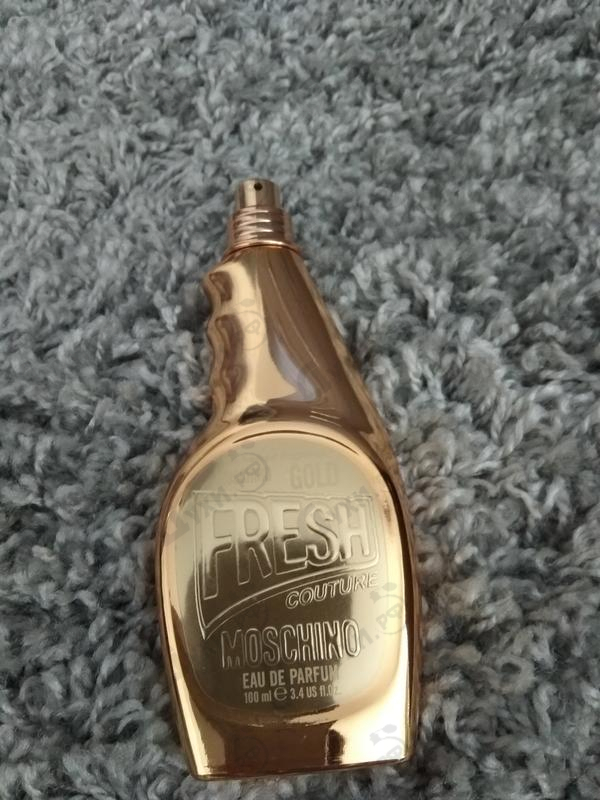 GOLD
FRESH
COUTURE
MOSCHINO
EAU DE PARFUM
100 ml ℮ 3.4 US fl.oz.